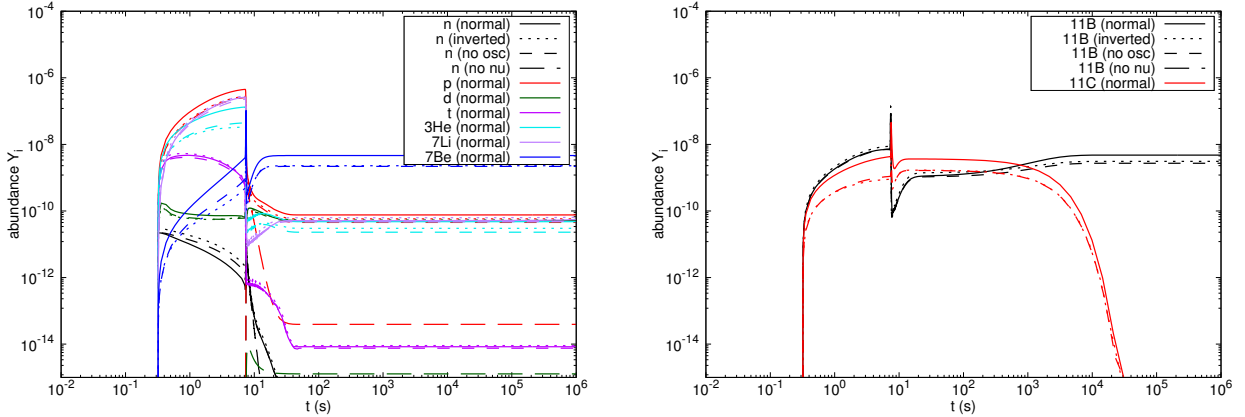 10^-4
10^-6
10^-8
10^-10
10^-12
10^-14
abundance Y_i
n (normal)
n (inverted)
n (no osc)
n (no nu)
p (normal)
d (normal)
t (normal)
3He (normal)
7Li (normal)
7Be (normal)
10^-2 10^-1 10^0 10^1 10^2 10^3 10^4 10^5 10^6
t (s)
10^-4
10^-6
10^-8
10^-10
10^-12
10^-14
abundance Y_i
11B (normal)
11B (inverted)
11B (no osc)
11B (no nu)
11C (normal)
10^-2 10^-1 10^0 10^1 10^2 10^3 10^4 10^5 10^6
t (s)